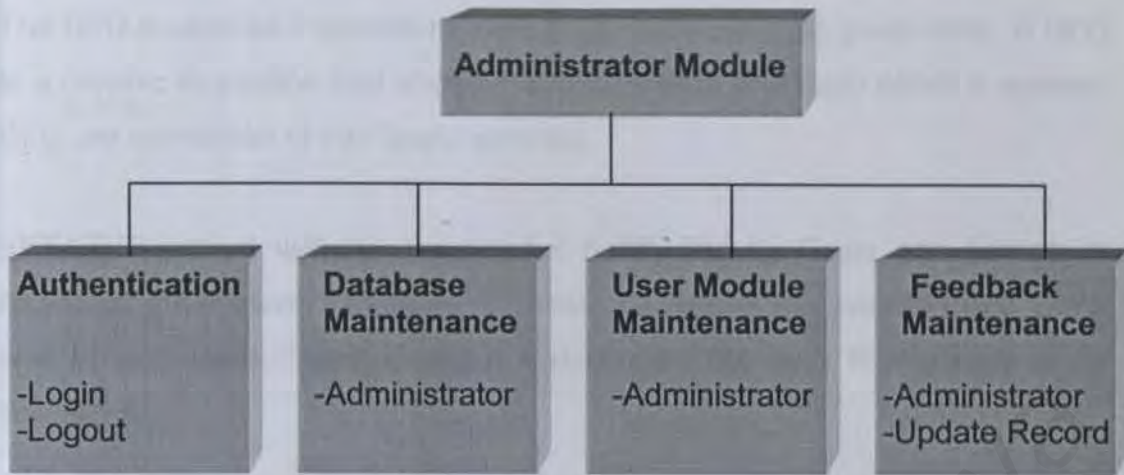 Administrator Module
Authentication
-Login
-Logout
Database
Maintenance
-Administrator
User Module
Maintenance
-Administrator
Feedback
Maintenance
-Administrator
-Update Record